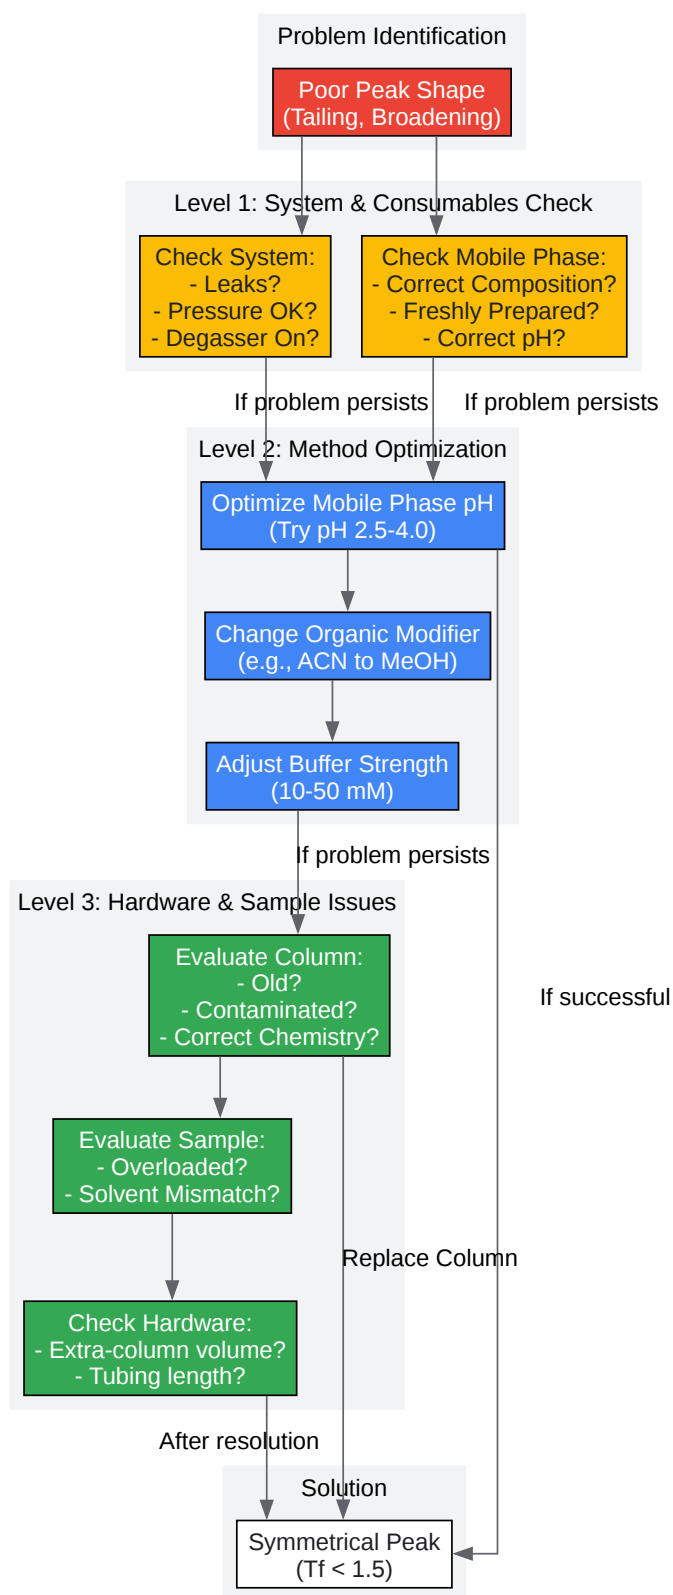 Problem Identification
Poor Peak Shape
(Tailing, Broadening)
Level 1: System & Consumables Check
Check System:
- Leaks?
- Pressure OK?
- Degasser On?
Check Mobile Phase:
- Correct Composition?
- Freshly Prepared?
- Correct pH?
If problem persists
If problem persists
Level 2: Method Optimization
Optimize Mobile Phase pH
(Try pH 2.5-4.0)
Change Organic Modifier
(e.g., ACN to MeOH)
Adjust Buffer Strength
(10-50 mM)
If problem persists
Level 3: Hardware & Sample Issues
Evaluate Column:
- Old?
- Contaminated?
- Correct Chemistry?
If successful
Evaluate Sample:
- Overloaded?
- Solvent Mismatch?
Replace Column
Check Hardware:
- Extra-column volume?
- Tubing length?
After resolution
Solution
Symmetrical Peak
(Tf < 1.5)